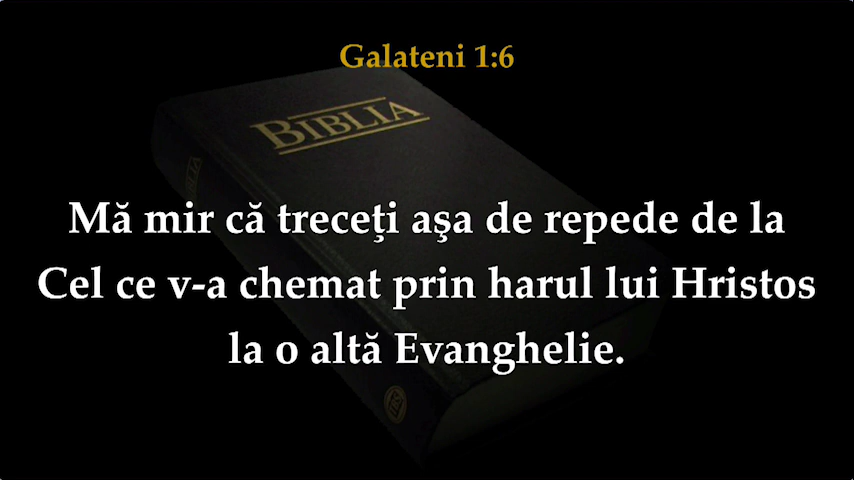 Galateni 1:6
BIBLIA
BIBLIA
Mă mir că treceţi aşa de repede de la
Cel ce v-a chemat prin harul lui Hristos
la o altă Evanghelie.